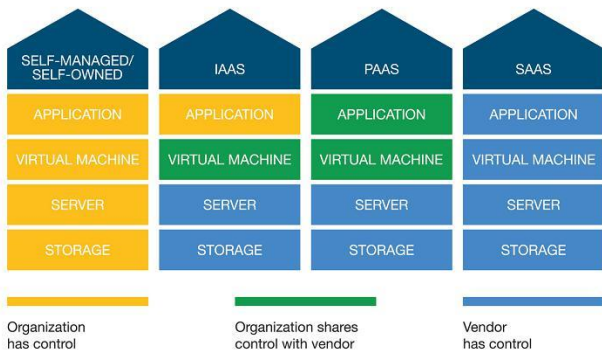 SELF-MANAGED/
SELF-OWNED
IAAS
PAAS
SAAS
APPLICATION
APPLICATION
APPLICATION
APPLICATION
VIRTUAL MACHINE
VIRTUAL MACHINE
VIRTUAL MACHINE
VIRTUAL MACHINE
SERVER
SERVER
SERVER
SERVER
STORAGE
STORAGE
STORAGE
STORAGE
Organization
has control
Organization shares
control with vendor
Vendor
has control